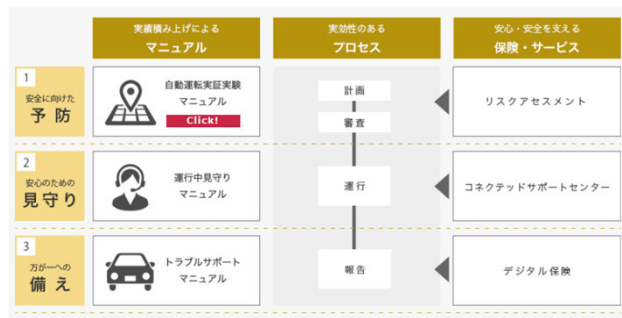 実績積み上げによる
マニュアル
実効性のある
プロセス
安心・安全を支える
保険・サービス
1
安全に向けた
予防
自動運転実証実験
マニュアル
Click!
計画
審査
リスクアセスメント
2
安心のための
見守り
運行中見守り
マニュアル
運行
コネクテッドサポートセンター
3
万が一への
備え
トラブルサポート
マニュアル
報告
デジタル保険